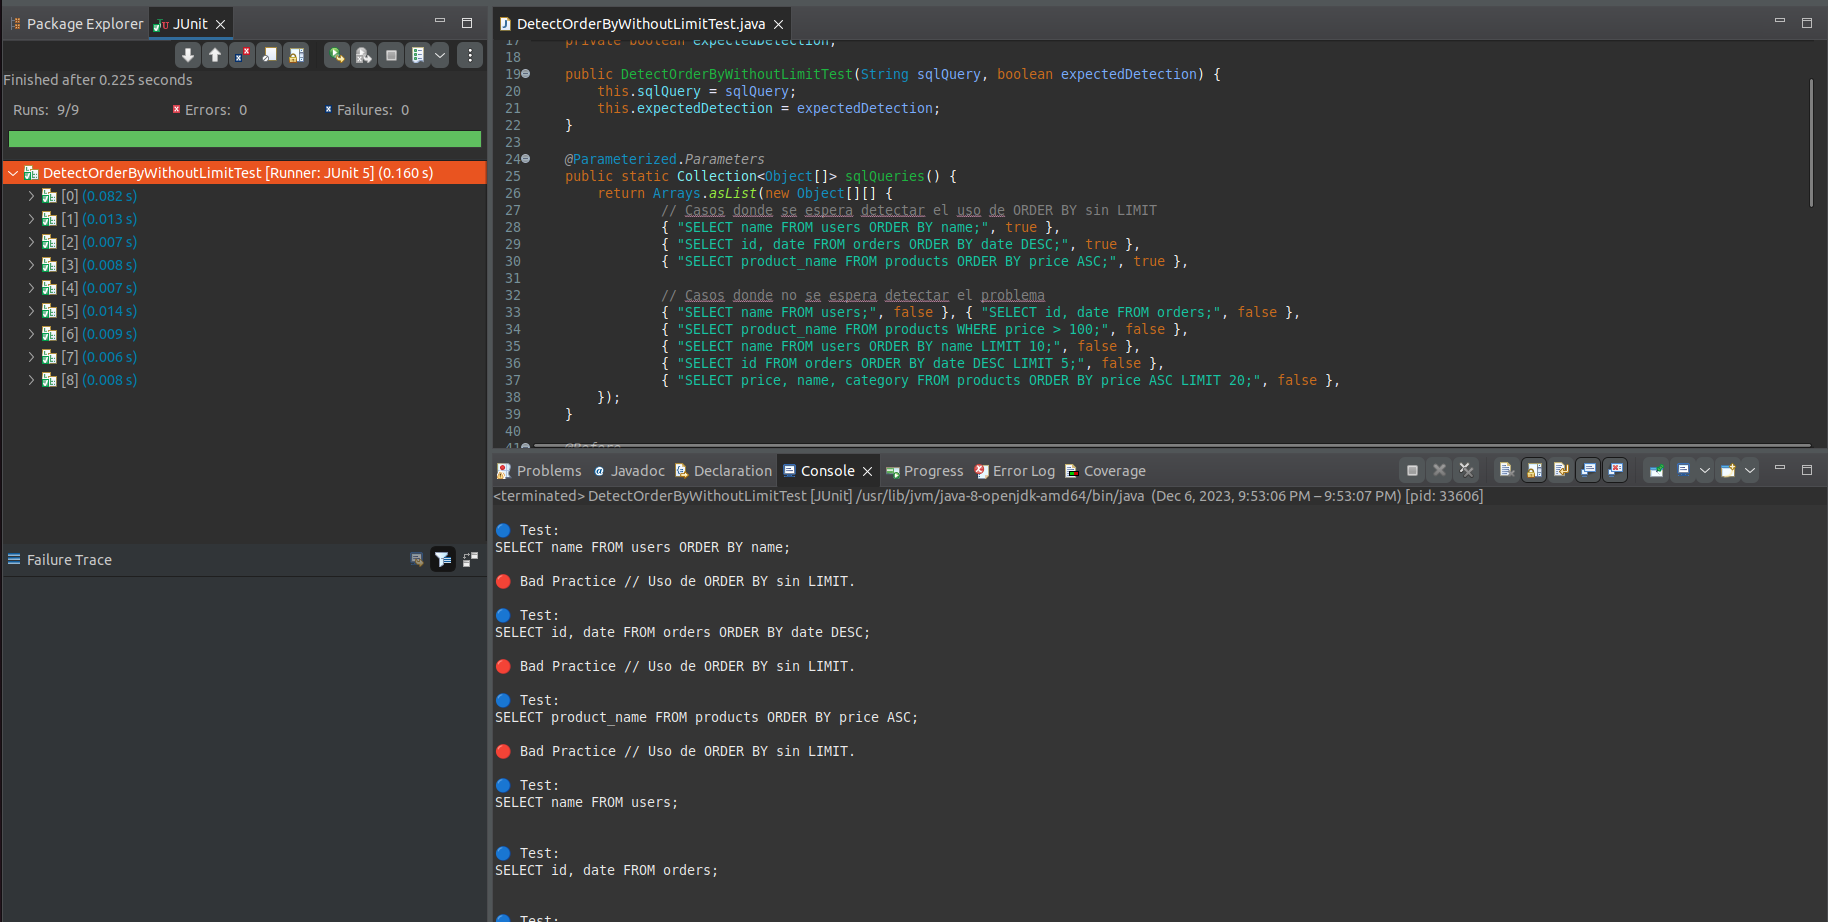 Package Explorer
JUnit
Finished after 0.225 seconds
Runs: 9/9
Errors: 0
Failures: 0
DetectOrderByWithoutLimitTest [Runner: JUnit 5] (0.160 s)
[0] (0.082 s)
[1] (0.013 s)
[2] (0.007 s)
[3] (0.008 s)
[4] (0.007 s)
[5] (0.014 s)
[6] (0.009 s)
[7] (0.006 s)
[8] (0.008 s)
Failure Trace
DetectOrderByWithoutLimitTest.java
17 private boolean expectedDetection;
18
19 public DetectOrderByWithoutLimitTest(String sqlQuery, boolean expectedDetection) {
20 this.sqlQuery = sqlQuery;
21 this.expectedDetection = expectedDetection;
22 }
23
24 @Parameterized.Parameters
25 public static Collection<Object[]> sqlQueries() {
26 return Arrays.asList(new Object[][] {
27 // Casos donde se espera detectar el uso de ORDER BY sin LIMIT
28 { "SELECT name FROM users ORDER BY name;", true },
29 { "SELECT id, date FROM orders ORDER BY date DESC;", true },
30 { "SELECT product_name FROM products ORDER BY price ASC;", true },
31
32 // Casos donde no se espera detectar el problema
33 { "SELECT name FROM users;", false }, { "SELECT id, date FROM orders;", false },
34 { "SELECT product_name FROM products WHERE price > 100;", false },
35 { "SELECT name FROM users ORDER BY name LIMIT 10;", false },
36 { "SELECT id FROM orders ORDER BY date DESC LIMIT 5;", false },
37 { "SELECT price, name, category FROM products ORDER BY price ASC LIMIT 20;", false },
38 });
39 }
40
41 @Before
Problems
Javadoc
Declaration
Console
Progress
Error Log
Coverage
<terminated> DetectOrderByWithoutLimitTest [JUnit] /usr/lib/jvm/java-8-openjdk-amd64/bin/java (Dec 6, 2023, 9:53:06 PM – 9:53:07 PM) [pid: 33606]
Test:
SELECT name FROM users ORDER BY name;
Bad Practice // Uso de ORDER BY sin LIMIT.
Test:
SELECT id, date FROM orders ORDER BY date DESC;
Bad Practice // Uso de ORDER BY sin LIMIT.
Test:
SELECT product_name FROM products ORDER BY price ASC;
Bad Practice // Uso de ORDER BY sin LIMIT.
Test:
SELECT name FROM users;
Test:
SELECT id, date FROM orders;
Test: